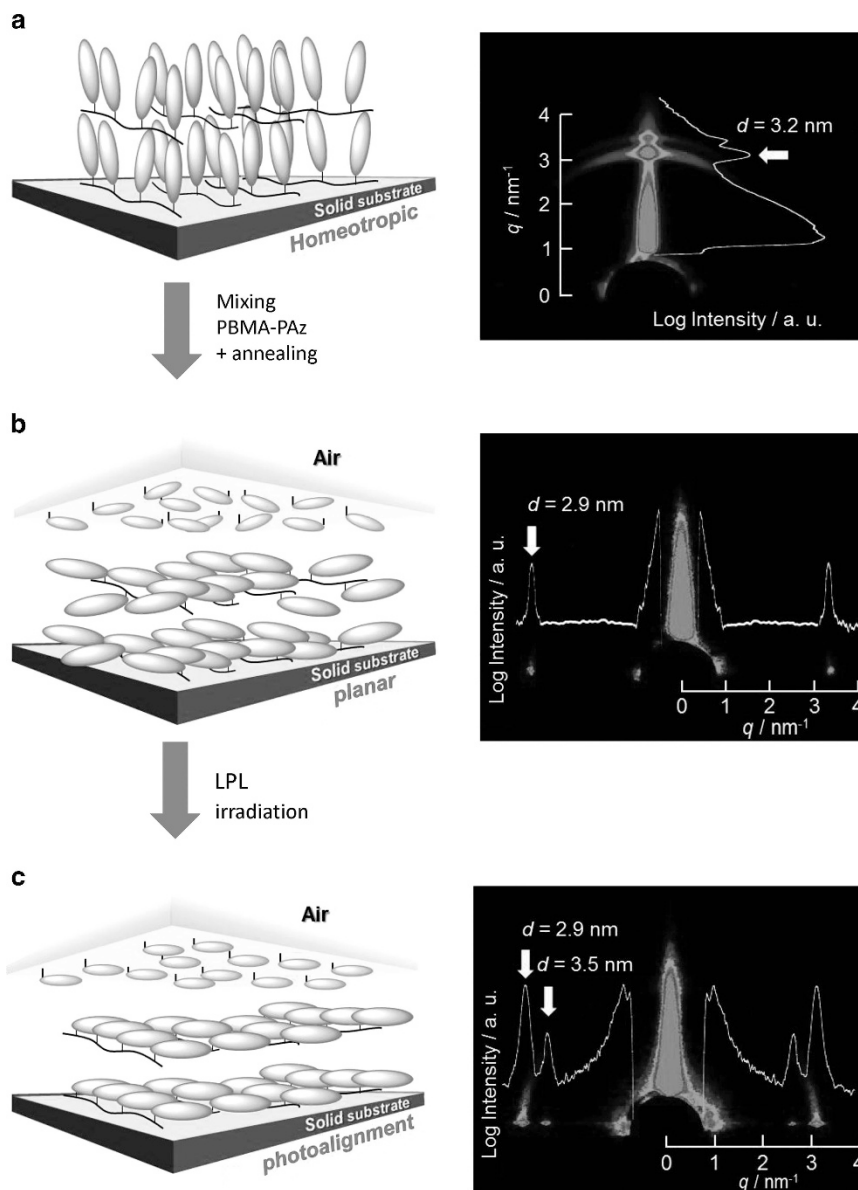 a
Solid substrate
Homeotropic
4
3
2
1
0
q / nm-1
d = 3.2 nm
Log Intensity / a. u.
Mixing
PBMA-PAz
+ annealing
b
Air
Solid substrate
planar
d = 2.9 nm
Log Intensity / a. u.
0 1 2 3 4
q / nm-1
LPL
irradiation
c
Air
Solid substrate
photoalignment
d = 2.9 nm
d = 3.5 nm
Log Intensity / a. u.
0 1 2 3 4
q / nm-1